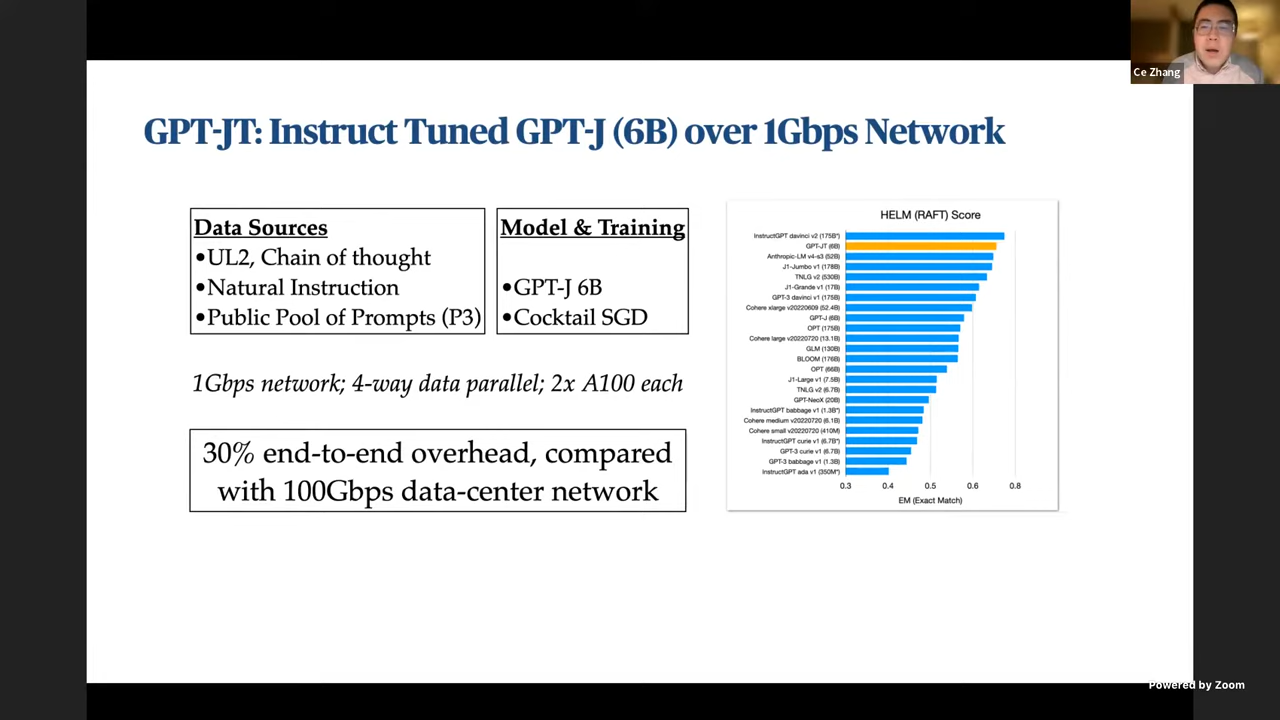 Ce Zhang
GPT-JT: Instruct Tuned GPT-J (6B) over 1Gbps Network
Data Sources
•UL2, Chain of thought
•Natural Instruction
•Public Pool of Prompts (P3)
Model & Training
•GPT-J 6B
•Cocktail SGD
1Gbps network; 4-way data parallel; 2x A100 each
30% end-to-end overhead, compared
with 100Gbps data-center network
HELM (RAFT) Score
InstructGPT davinci v2 (175B*)
GPT-JT (6B)
Anthropic-LM v4-s3 (52B)
J1-Jumbo v1 (178B)
TNLG v2 (530B)
J1-Grande v1 (17B)
GPT-3 davinci v1 (175B)
Cohere xlarge v20220609 (52.4B)
GPT-J (6B)
OPT (175B)
Cohere large v20220720 (13.1B)
GLM (130B)
BLOOM (176B)
OPT (66B)
J1-Large v1 (7.5B)
TNLG v2 (6.7B)
GPT-NeoX (20B)
InstructGPT babbage v1 (1.3B*)
Cohere medium v20220720 (6.1B)
Cohere small v20220720 (410M)
InstructGPT curie v1 (6.7B*)
GPT-3 curie v1 (6.7B)
GPT-3 babbage v1 (1.3B)
InstructGPT ada v1 (350M*)
0.3 0.4 0.5 0.6 0.8
EM (Exact Match)
Powered by Zoom